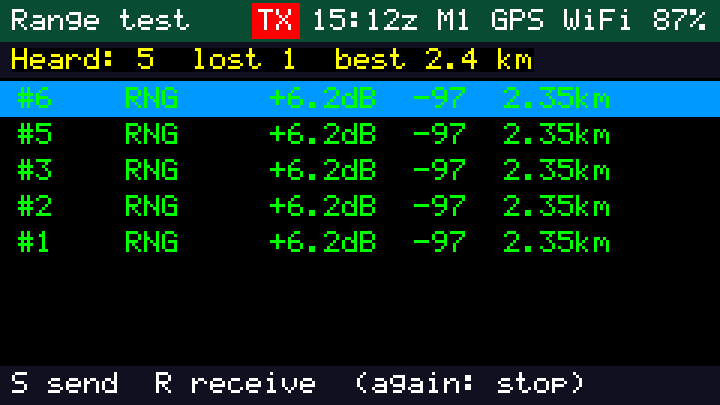 Range test TX 15:12z M1 GPS WiFi 87%
Heard: 5 lost 1 best 2.4 km
#6 RNG +6.2dB -97 2.35km
#5 RNG +6.2dB -97 2.35km
#3 RNG +6.2dB -97 2.35km
#2 RNG +6.2dB -97 2.35km
#1 RNG +6.2dB -97 2.35km
S send R receive (again: stop)